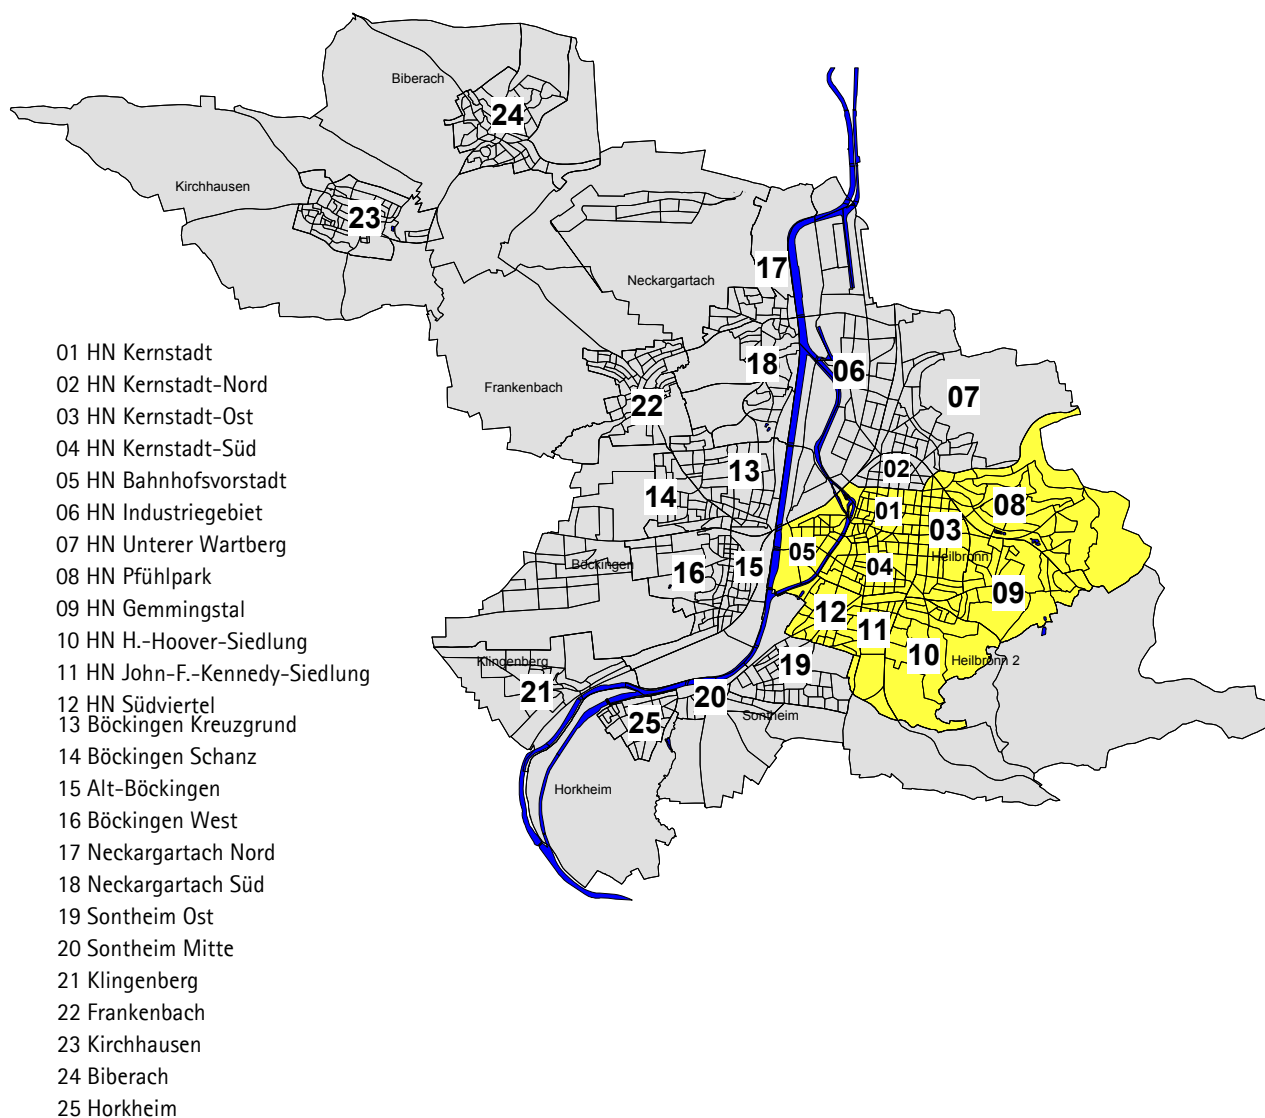 Biberach
24
Kirchhausen
23
17
Neckargartach
01 HN Kernstadt
02 HN Kernstadt-Nord
03 HN Kernstadt-Ost
04 HN Kernstadt-Süd
05 HN Bahnhofsvorstadt
06 HN Industriegebiet
07 HN Unterer Wartberg
08 HN Pfühlpark
09 HN Gemmingstal
10 HN H.-Hoover-Siedlung
11 HN John-F.-Kennedy-Siedlung
12 HN Südviertel
13 Böckingen Kreuzgrund
14 Böckingen Schanz
15 Alt-Böckingen
16 Böckingen West
17 Neckargartach Nord
18 Neckargartach Süd
19 Sontheim Ost
20 Sontheim Mitte
21 Klingenberg
22 Frankenbach
23 Kirchhausen
24 Biberach
25 Horkheim
18
06
Frankenbach
07
22
02
13
14
08
01
03
05
Heilbronn
Böckingen
15
04
16
09
12
11
10
Klingenberg
19
Heilbronn 2
21
20
Sontheim
25
Horkheim